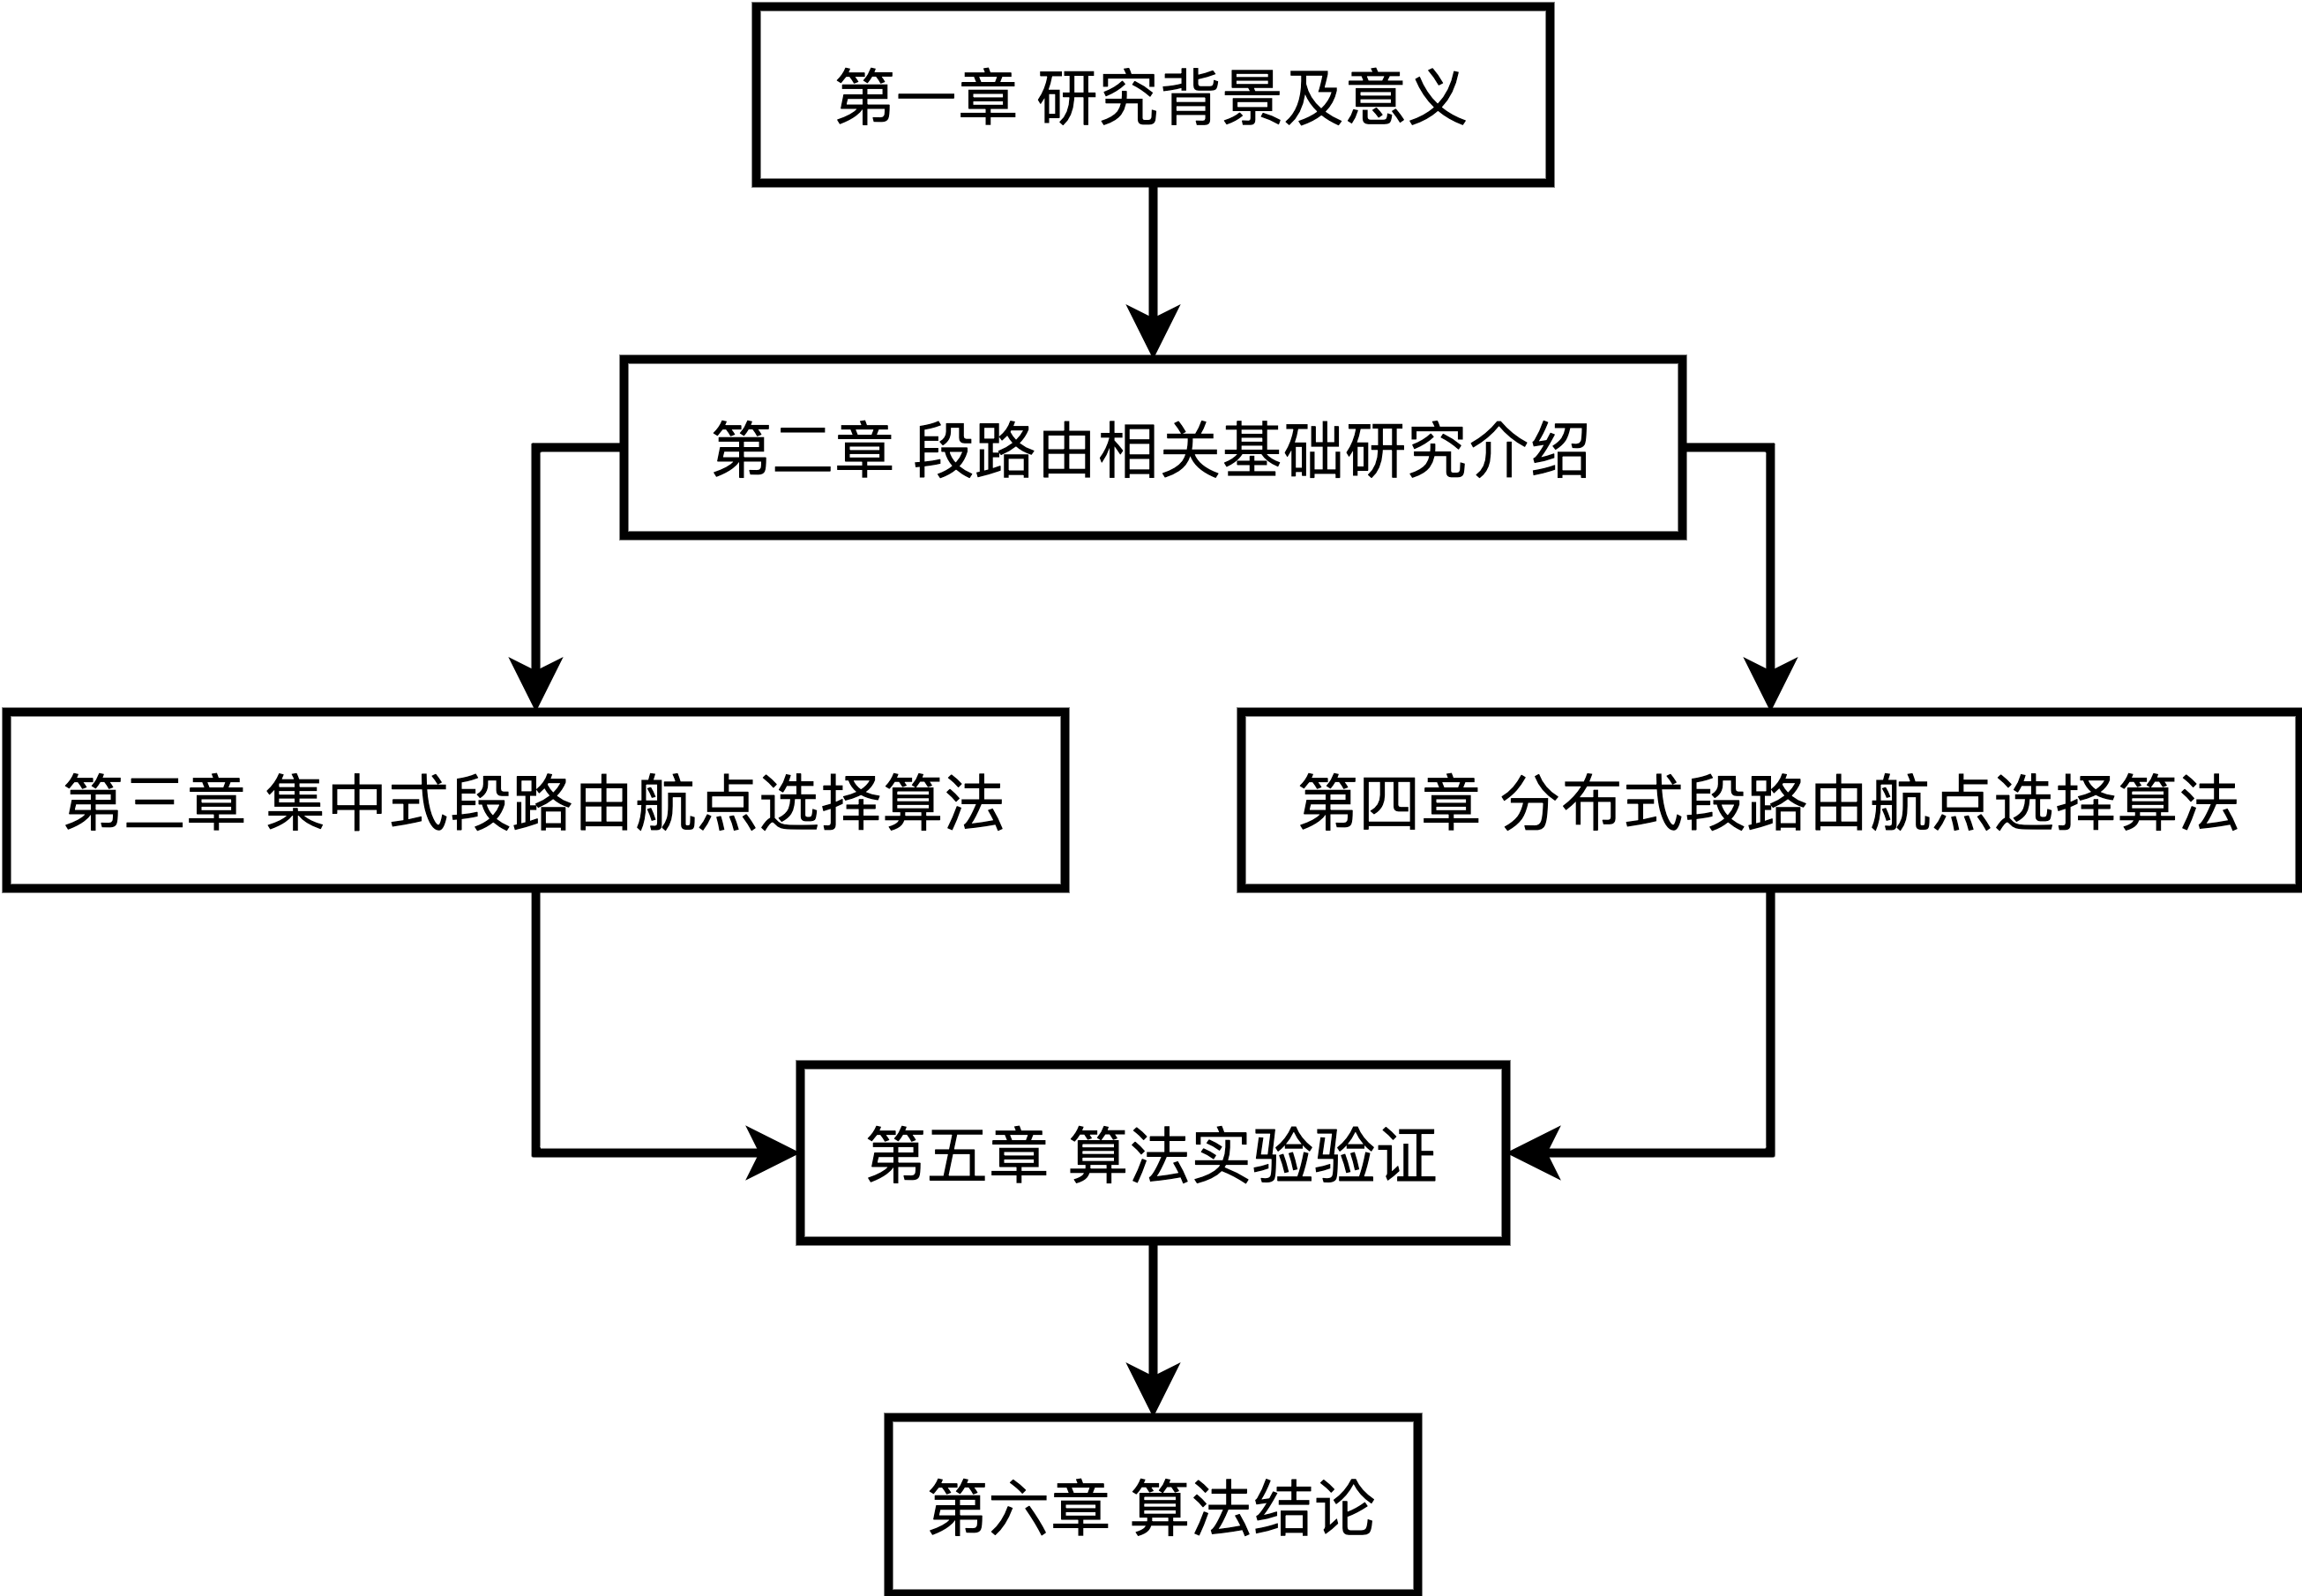 第一章 研究背景及意义
第二章 段路由相关基础研究介绍
第三章 集中式段路由航点选择算法
第四章 分布式段路由航点选择算法
第五章 算法实验验证
第六章 算法结论